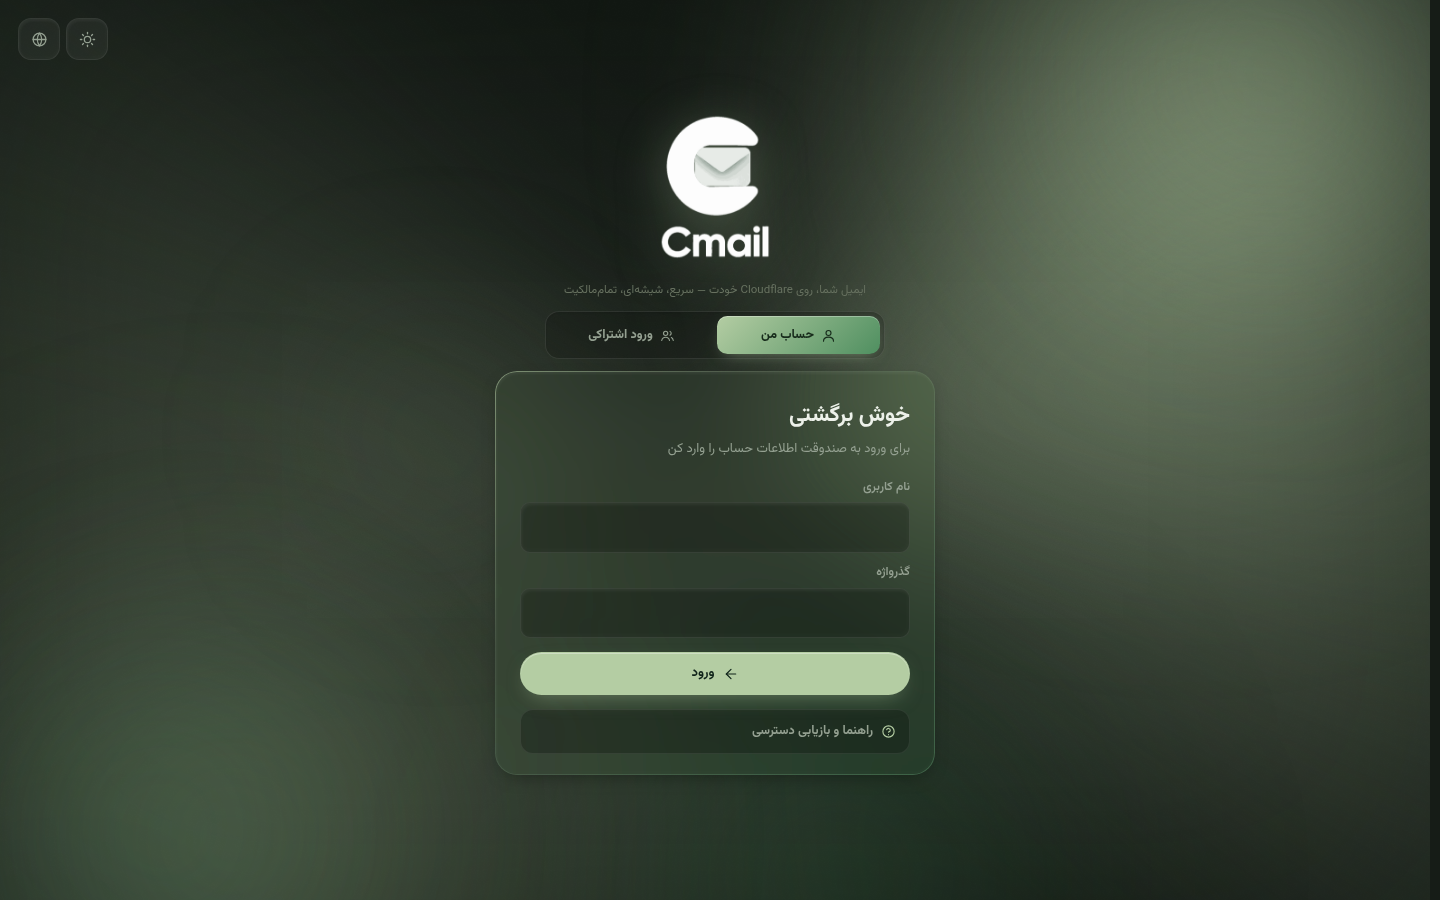 Cmail
ایمیل شما، روی Cloudflare خودت — سریع، شیشه‌ای، تمام‌مالکیت
حساب من
ورود اشتراکی
خوش برگشتی
برای ورود به صندوقت اطلاعات حساب را وارد کن
نام کاربری
گذرواژه
ورود
راهنما و بازیابی دسترسی